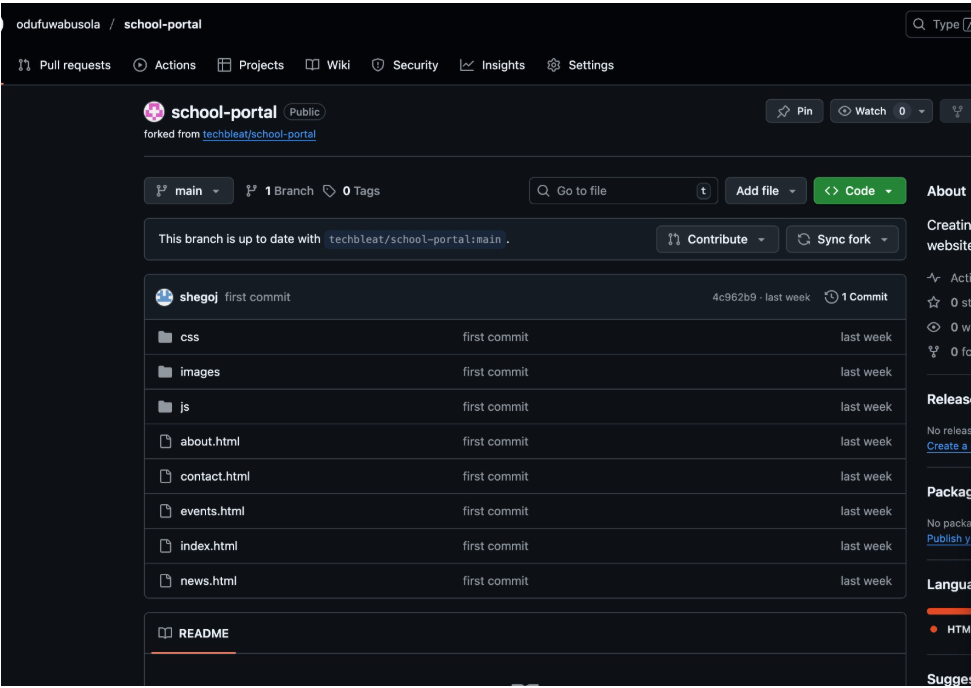 odufuwabusola / school-portal
Type /
Pull requests Actions Projects Wiki Security Insights Settings
school-portal Public
Pin Watch 0
forked from techbleat/school-portal
main 1 Branch 0 Tags Go to file t Add file <> Code
About
This branch is up to date with techbleat/school-portal:main . Contribute Sync fork
Creatin
website
shegoj first commit 4c962b9 · last week 1 Commit
Acti
0 st
css first commit last week
0 w
images first commit last week
0 fo
js first commit last week
Releas
about.html first commit last week
No releas
Create a
contact.html first commit last week
Packag
events.html first commit last week
No packa
Publish y
index.html first commit last week
news.html first commit last week
Langua
README
HTM
Sugges